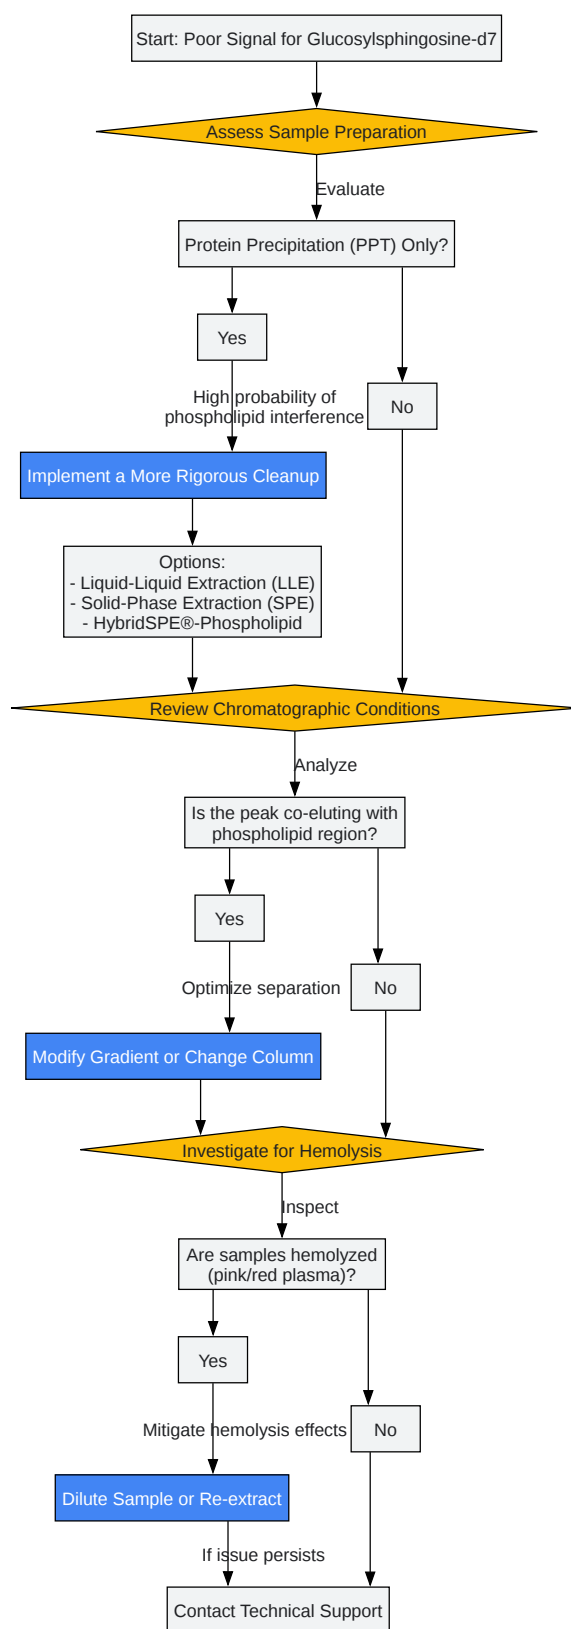 Start: Poor Signal for Glucosylsphingosine-d7
Assess Sample Preparation
Evaluate
Protein Precipitation (PPT) Only?
Yes
High probability of
phospholipid interference
No
Implement a More Rigorous Cleanup
Options:
- Liquid-Liquid Extraction (LLE)
- Solid-Phase Extraction (SPE)
- HybridSPE®-Phospholipid
Review Chromatographic Conditions
Analyze
Is the peak co-eluting with
phospholipid region?
Yes
Optimize separation
No
Modify Gradient or Change Column
Investigate for Hemolysis
Inspect
Are samples hemolyzed
(pink/red plasma)?
Yes
Mitigate hemolysis effects
No
Dilute Sample or Re-extract
If issue persists
Contact Technical Support